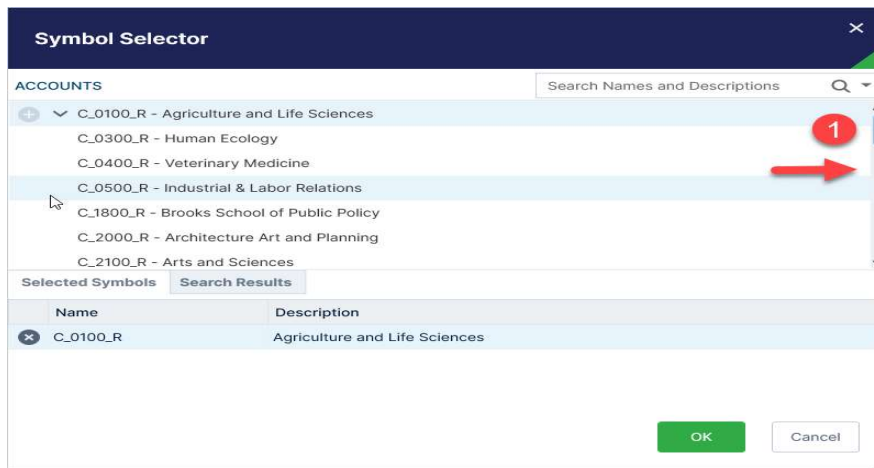 Symbol Selector
ACCOUNTS
Search Names and Descriptions
C_0100_R - Agriculture and Life Sciences
1
C_0300_R - Human Ecology
C_0400_R - Veterinary Medicine
C_0500_R - Industrial & Labor Relations
C_1800_R - Brooks School of Public Policy
C_2000_R - Architecture Art and Planning
C_2100_R - Arts and Sciences
Selected Symbols Search Results
Name Description
C_0100_R Agriculture and Life Sciences
OK Cancel